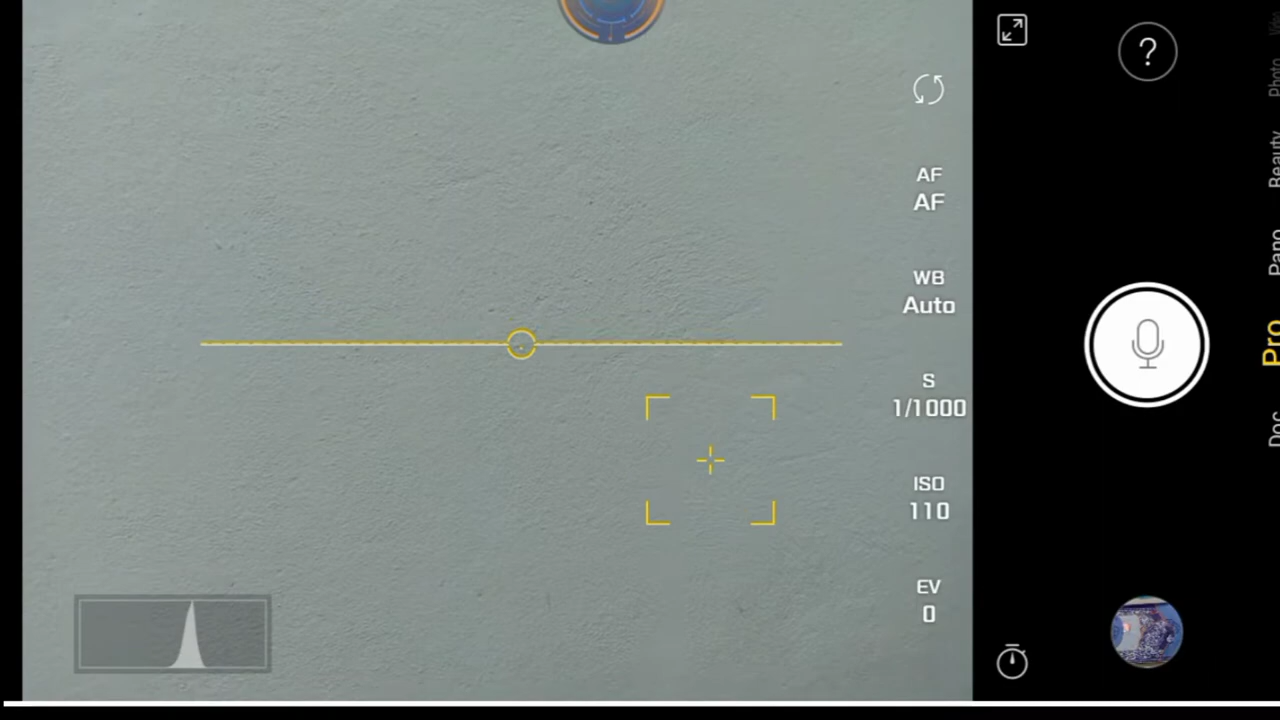 ?
AF
AF
WB
Auto
S
1/1000
ISO
110
EV
0
Photo
Beauty
Pano
Pro
Doc